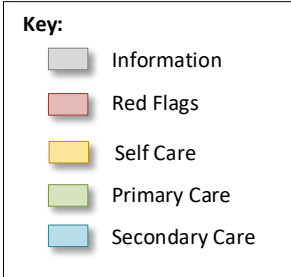 Key:
Information
Red Flags
Self Care
Primary Care
Secondary Care